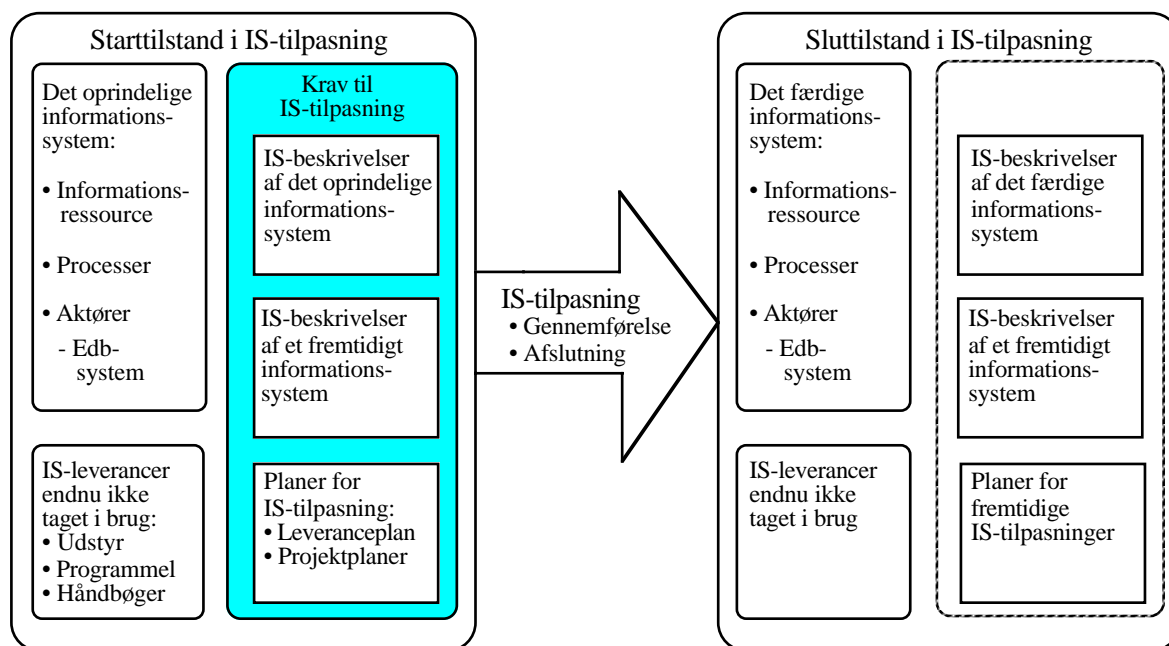 Starttilstand i IS-tilpasning
Det oprindelige
informations-
system:
• Informations-
ressource
• Processer
• Aktører
- Edb-
system
IS-leverancer
endnu ikke
taget i brug:
• Udstyr
• Programmel
• Håndbøger
Krav til
IS-tilpasning
IS-beskrivelser
af det oprindelige
informations-
system
IS-beskrivelser
af et fremtidigt
informations-
system
Planer for
IS-tilpasning:
• Leveranceplan
• Projektplaner
IS-tilpasning
• Gennemførelse
• Afslutning
Sluttilstand i IS-tilpasning
Det færdige
informations-
system:
• Informations-
ressource
• Processer
• Aktører
- Edb-
system
IS-leverancer
endnu ikke
taget i brug
IS-beskrivelser
af det færdige
informations-
system
IS-beskrivelser
af et fremtidigt
informations-
system
Planer for
fremtidige
IS-tilpasninger